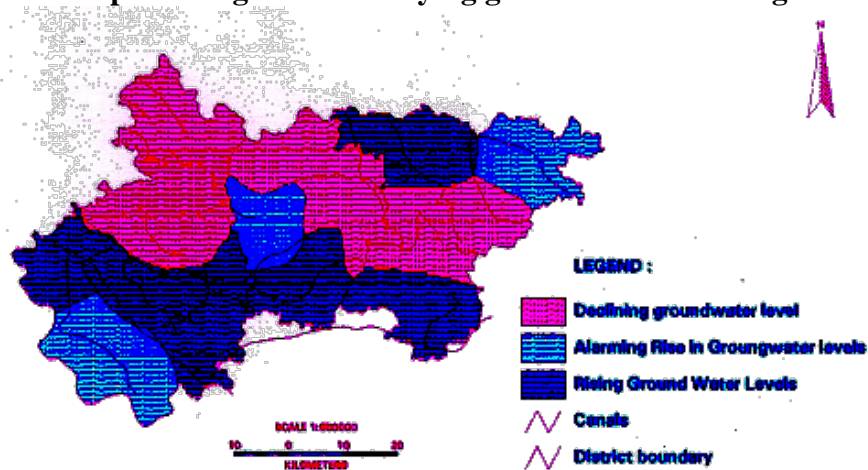 N
LEGEND :
Declining groundwater level
Alarming Rise in Groungwater levels
Rising Ground Water Levels
Canals
District boundary
SCALE
10 0 10 20
KILOMETERS